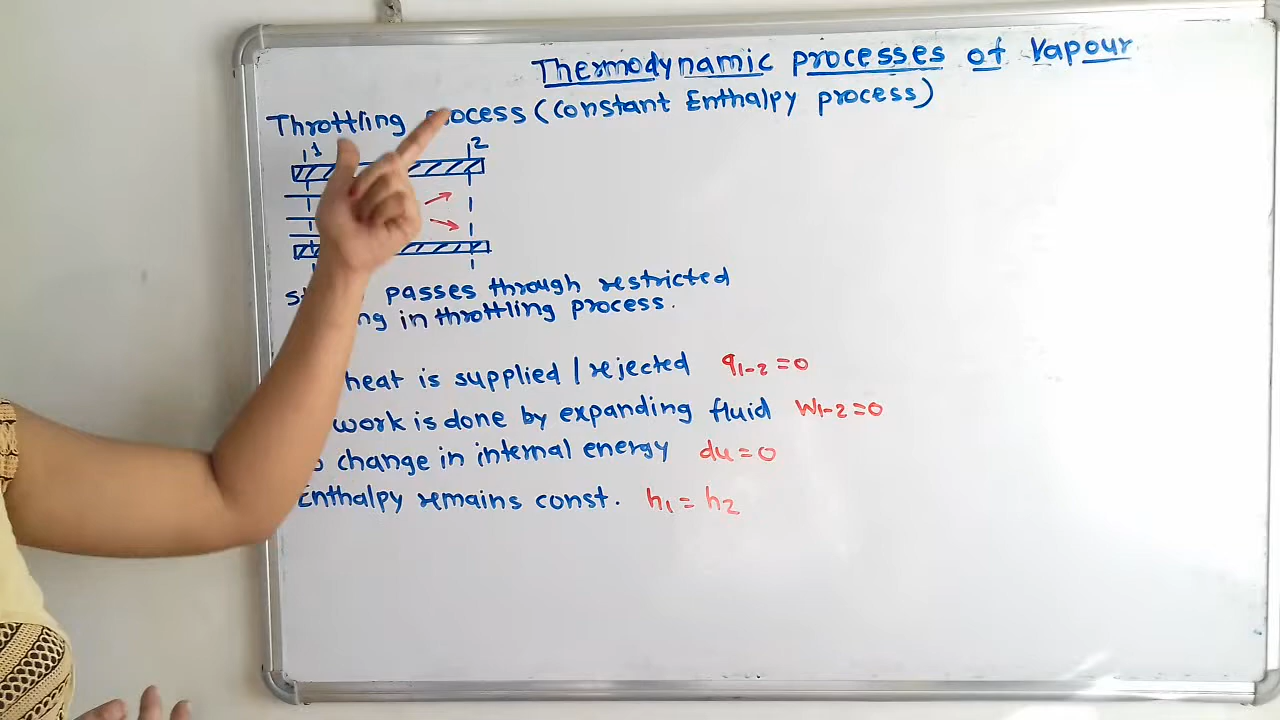 Thermodynamic processes of Vapour
Throttling process (constant Enthalpy process)
1 2
passes through restricted
in throttling process.
heat is supplied / rejected q1-2 = 0
work is done by expanding fluid W1-2 = 0
change in internal energy du = 0
Enthalpy remains const. h1 = h2